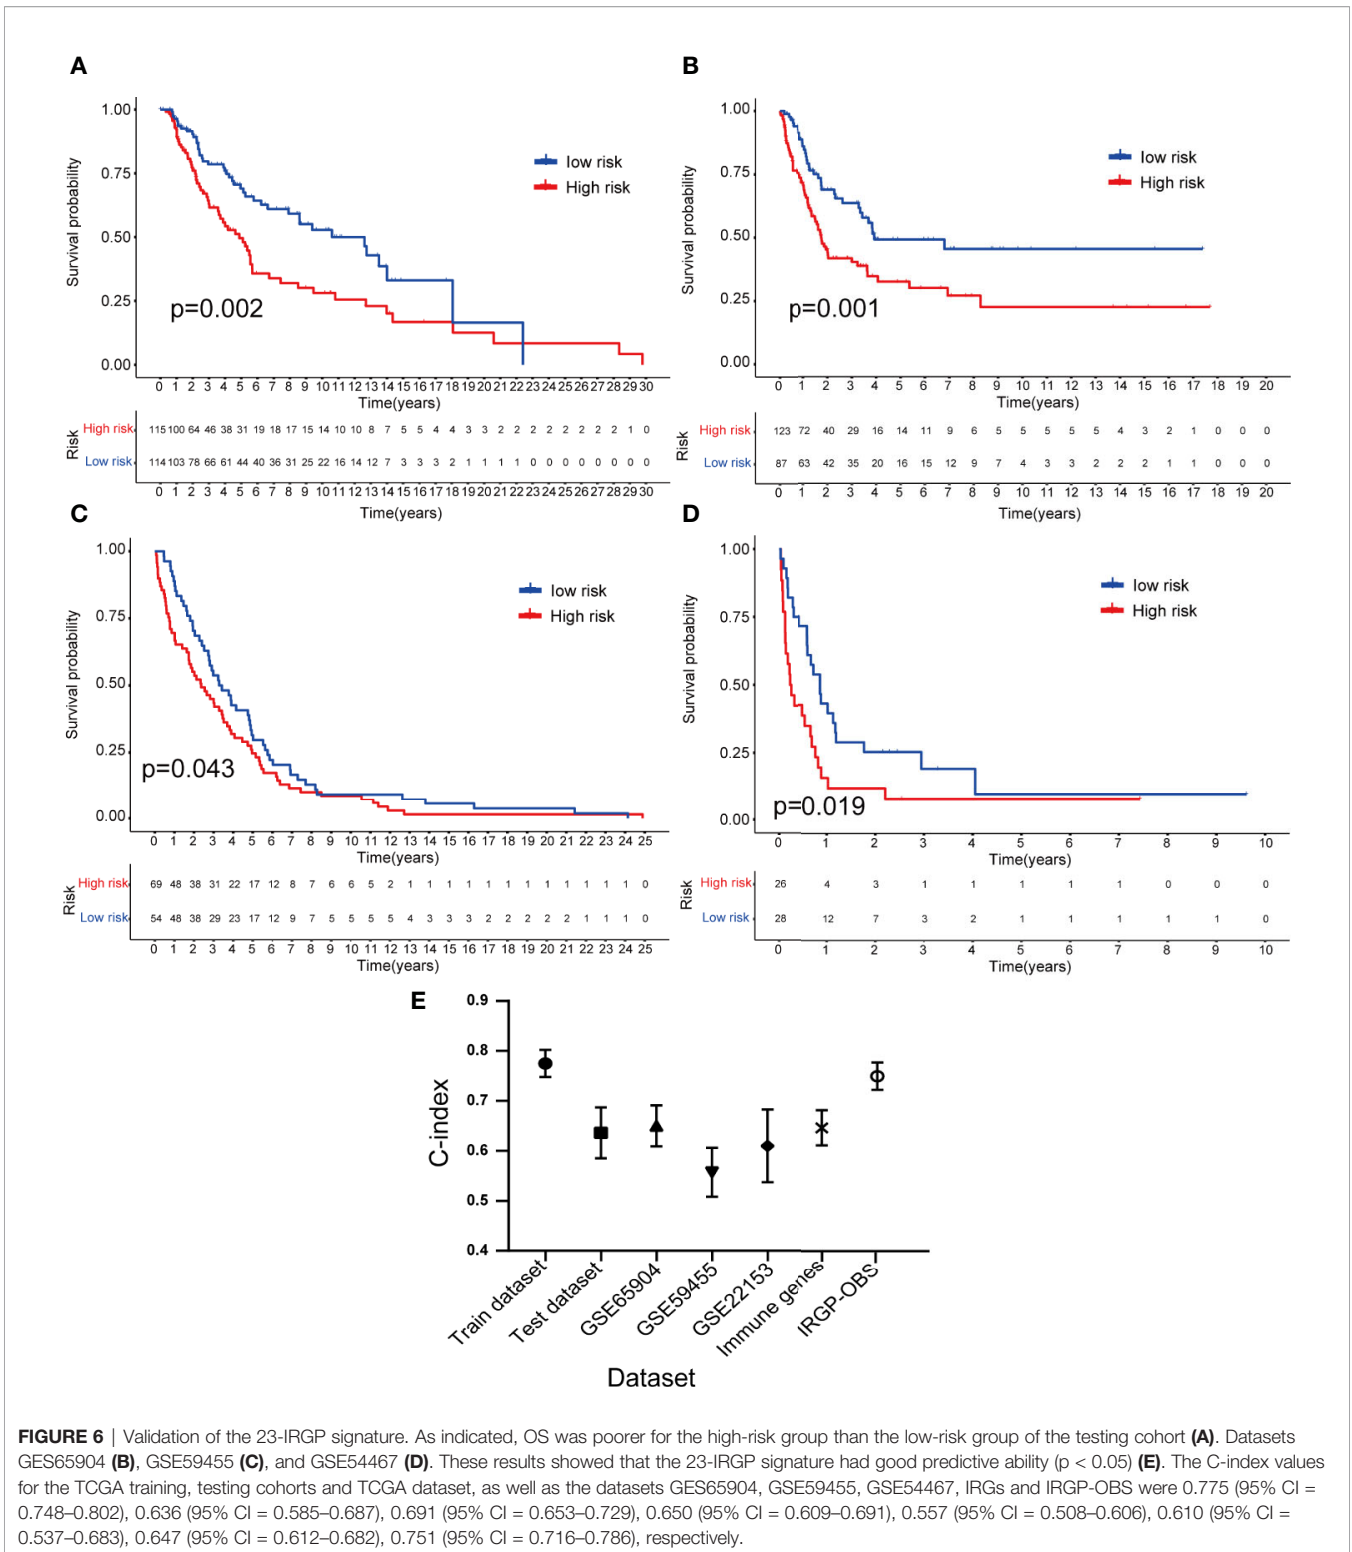 A
1.00
0.75
0.50
0.25
0.00
Survival probability
low risk
High risk
p=0.002
0 1 2 3 4 5 6 7 8 9 10 11 12 13 14 15 16 17 18 19 20 21 22 23 24 25 26 27 28 29 30
Time(years)
Risk
High risk 115 100 64 46 38 31 19 18 17 15 14 10 10 8 7 5 5 4 4 3 3 2 2 2 2 2 2 2 2 1 0
Low risk 114 103 78 66 61 44 40 36 31 25 22 16 14 12 7 3 3 3 2 1 1 1 1 0 0 0 0 0 0 0 0
0 1 2 3 4 5 6 7 8 9 10 11 12 13 14 15 16 17 18 19 20 21 22 23 24 25 26 27 28 29 30
Time(years)
B
1.00
0.75
0.50
0.25
0.00
Survival probability
low risk
High risk
p=0.001
0 1 2 3 4 5 6 7 8 9 10 11 12 13 14 15 16 17 18 19 20
Time(years)
Risk
High risk 123 72 40 29 16 14 11 9 6 5 5 5 5 5 4 3 2 1 0 0 0
Low risk 87 63 42 35 20 16 15 12 9 7 4 3 3 2 2 2 1 1 0 0 0
0 1 2 3 4 5 6 7 8 9 10 11 12 13 14 15 16 17 18 19 20
Time(years)
C
1.00
0.75
0.50
0.25
0.00
Survival probability
low risk
High risk
p=0.043
0 1 2 3 4 5 6 7 8 9 10 11 12 13 14 15 16 17 18 19 20 21 22 23 24 25
Time(years)
Risk
High risk 69 48 38 31 22 17 12 8 7 6 6 5 2 1 1 1 1 1 1 1 1 1 1 1 1 0
Low risk 54 48 38 29 23 17 12 9 7 5 5 5 5 4 3 3 3 2 2 2 2 2 1 1 1 0
0 1 2 3 4 5 6 7 8 9 10 11 12 13 14 15 16 17 18 19 20 21 22 23 24 25
Time(years)
D
1.00
0.75
0.50
0.25
0.00
Survival probability
low risk
High risk
p=0.019
0 1 2 3 4 5 6 7 8 9 10
Time(years)
Risk
High risk 26 4 3 1 1 1 1 1 0 0 0
Low risk 28 12 7 3 2 1 1 1 1 1 0
0 1 2 3 4 5 6 7 8 9 10
Time(years)
E
0.9
0.8
0.7
0.6
0.5
0.4
C-index
Train dataset
Test dataset
GSE65904
GSE59455
GSE22153
Immune genes
IRGP-OBS
Dataset
FIGURE 6 | Validation of the 23-IRGP signature. As indicated, OS was poorer for the high-risk group than the low-risk group of the testing cohort (A). Datasets
GES65904 (B), GSE59455 (C), and GSE54467 (D). These results showed that the 23-IRGP signature had good predictive ability (p < 0.05) (E). The C-index values
for the TCGA training, testing cohorts and TCGA dataset, as well as the datasets GES65904, GSE59455, GSE54467, IRGs and IRGP-OBS were 0.775 (95% CI =
0.748–0.802), 0.636 (95% CI = 0.585–0.687), 0.691 (95% CI = 0.653–0.729), 0.650 (95% CI = 0.609–0.691), 0.557 (95% CI = 0.508–0.606), 0.610 (95% CI =
0.537–0.683), 0.647 (95% CI = 0.612–0.682), 0.751 (95% CI = 0.716–0.786), respectively.